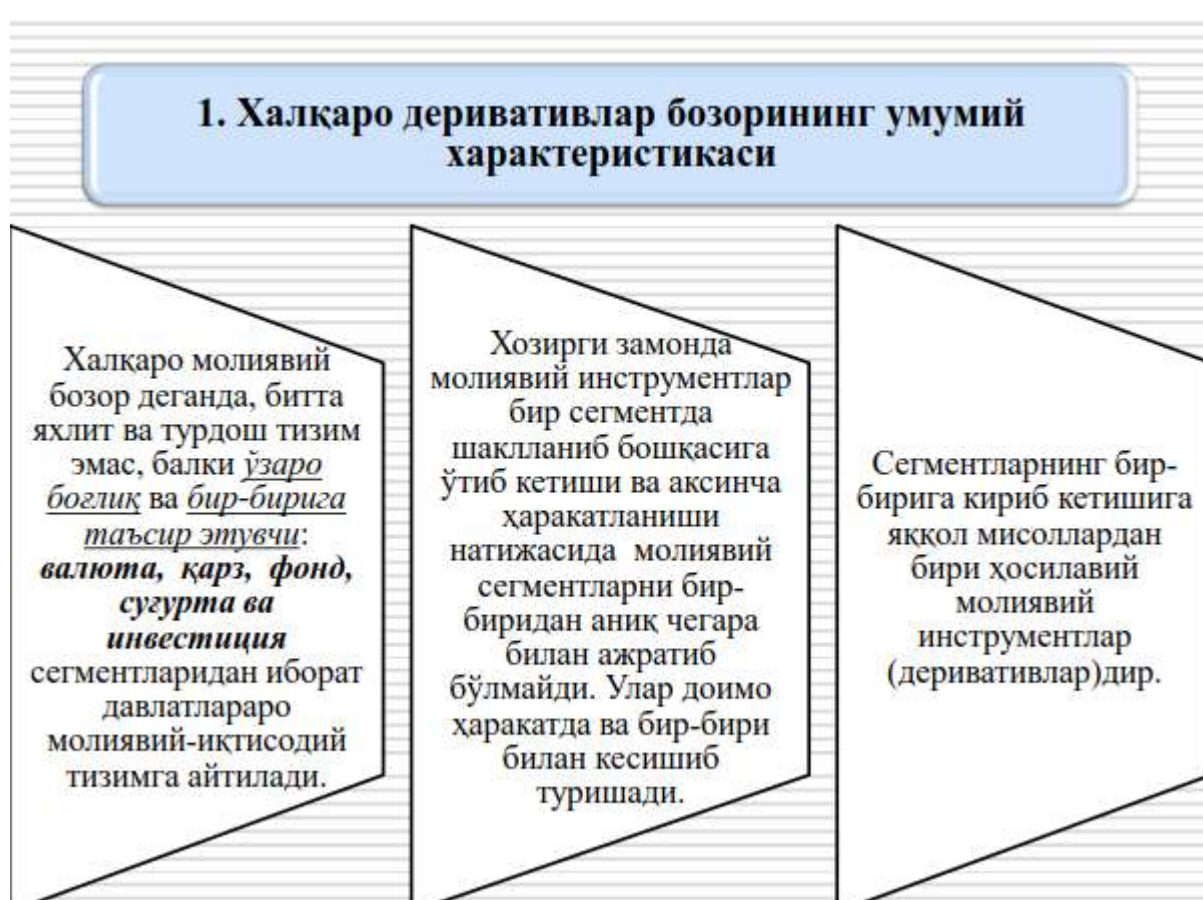 1. Халқаро деривативлар бозорининг умумий
характеристикаси
Халқаро молиявий
бозор деганда, битта
яхлит ва турдош тизим
эмас, балки ўзаро
боғлиқ ва бир-бирига
таъсир этувчи:
валюта, қарз, фонд,
суғурта ва
инвестиция
сегментларидан иборат
давлатлараро
молиявий-иқтисодий
тизимга айтилади.
Хозирги замонда
молиявий инструментлар
бир сегментда
шаклланиб бошқасига
ўтиб кетиши ва аксинча
ҳаракатланиши
натижасида молиявий
сегментларни бир-
биридан аниқ чегара
билан ажратиб
бўлмайди. Улар доимо
ҳаракатда ва бир-бири
билан кесишиб
туришади.
Сегментларнинг бир-
бирига кириб кетишига
яққол мисоллардан
бири ҳосилавий
молиявий
инструментлар
(деривативлар)дир.